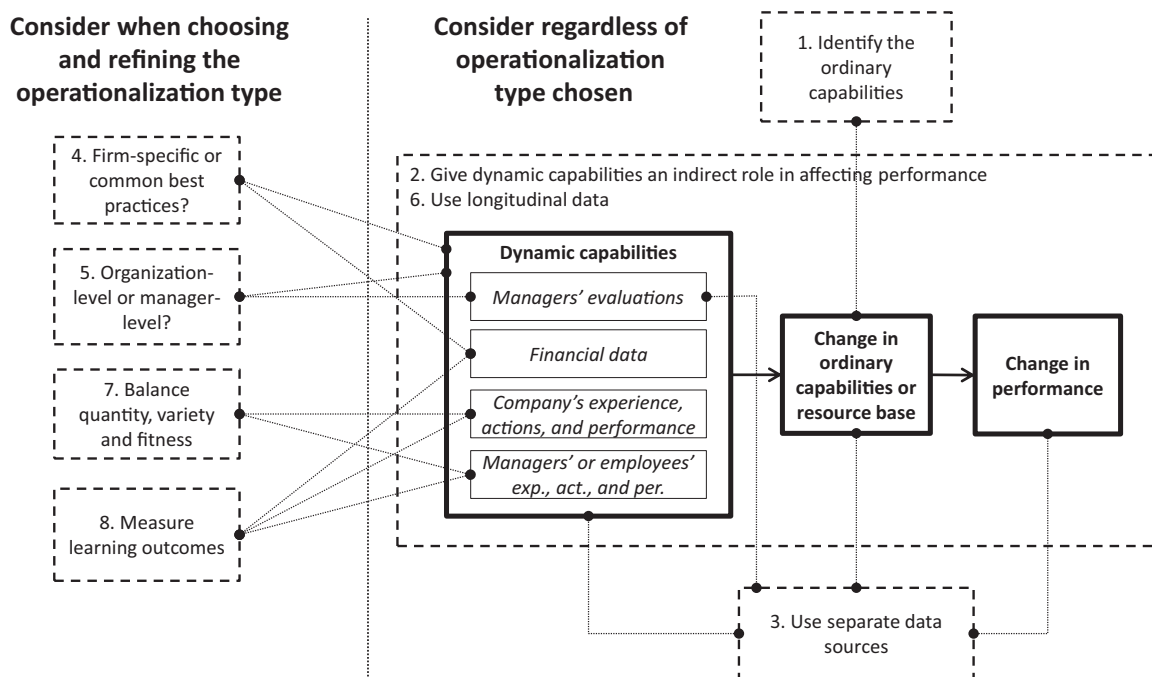 Consider when choosing
and refining the
operationalization type
4. Firm-specific or
common best
practices?
5. Organization-
level or manager-
level?
7. Balance
quantity, variety
and fitness
8. Measure
learning outcomes
Consider regardless of
operationalization
type chosen
1. Identify the
ordinary
capabilities
2. Give dynamic capabilities an indirect role in affecting performance
6. Use longitudinal data
Dynamic capabilities
Managers’ evaluations
Financial data
Company’s experience,
actions, and performance
Managers’ or employees’
exp., act., and per.
Change in
ordinary
capabilities or
resource base
Change in
performance
3. Use separate data
sources